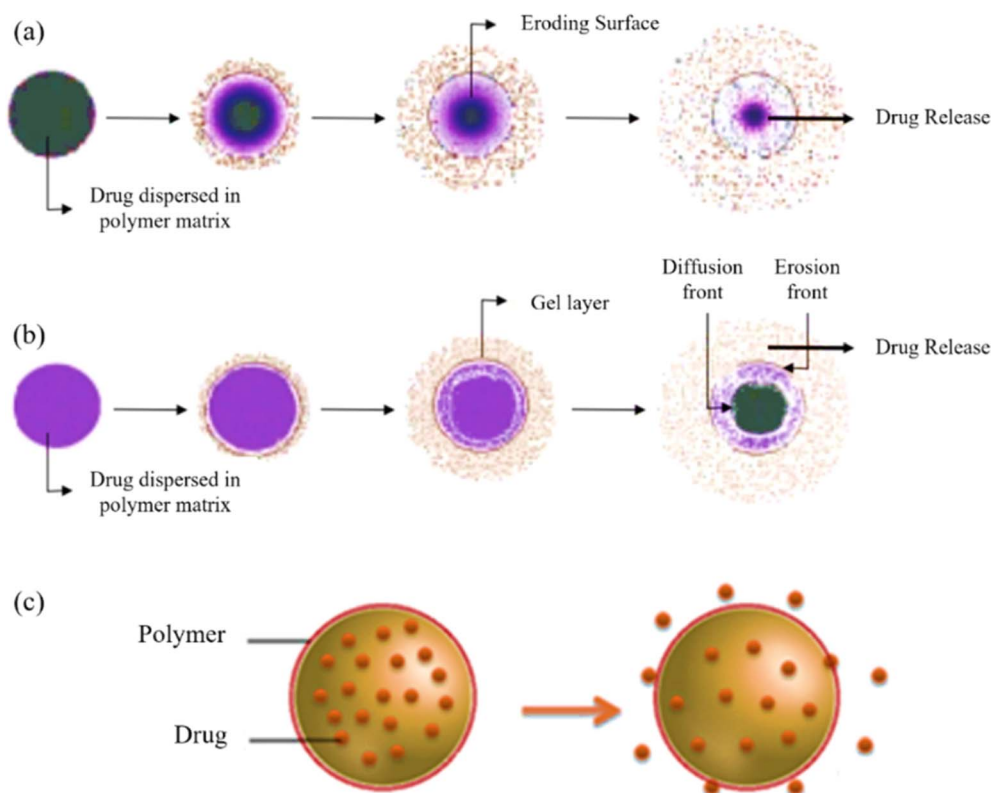 (a)
Eroding Surface
Drug Release
Drug dispersed in
polymer matrix
Diffusion
front
Erosion
front
(b)
Gel layer
Drug Release
Drug dispersed in
polymer matrix
(c)
Polymer
Drug